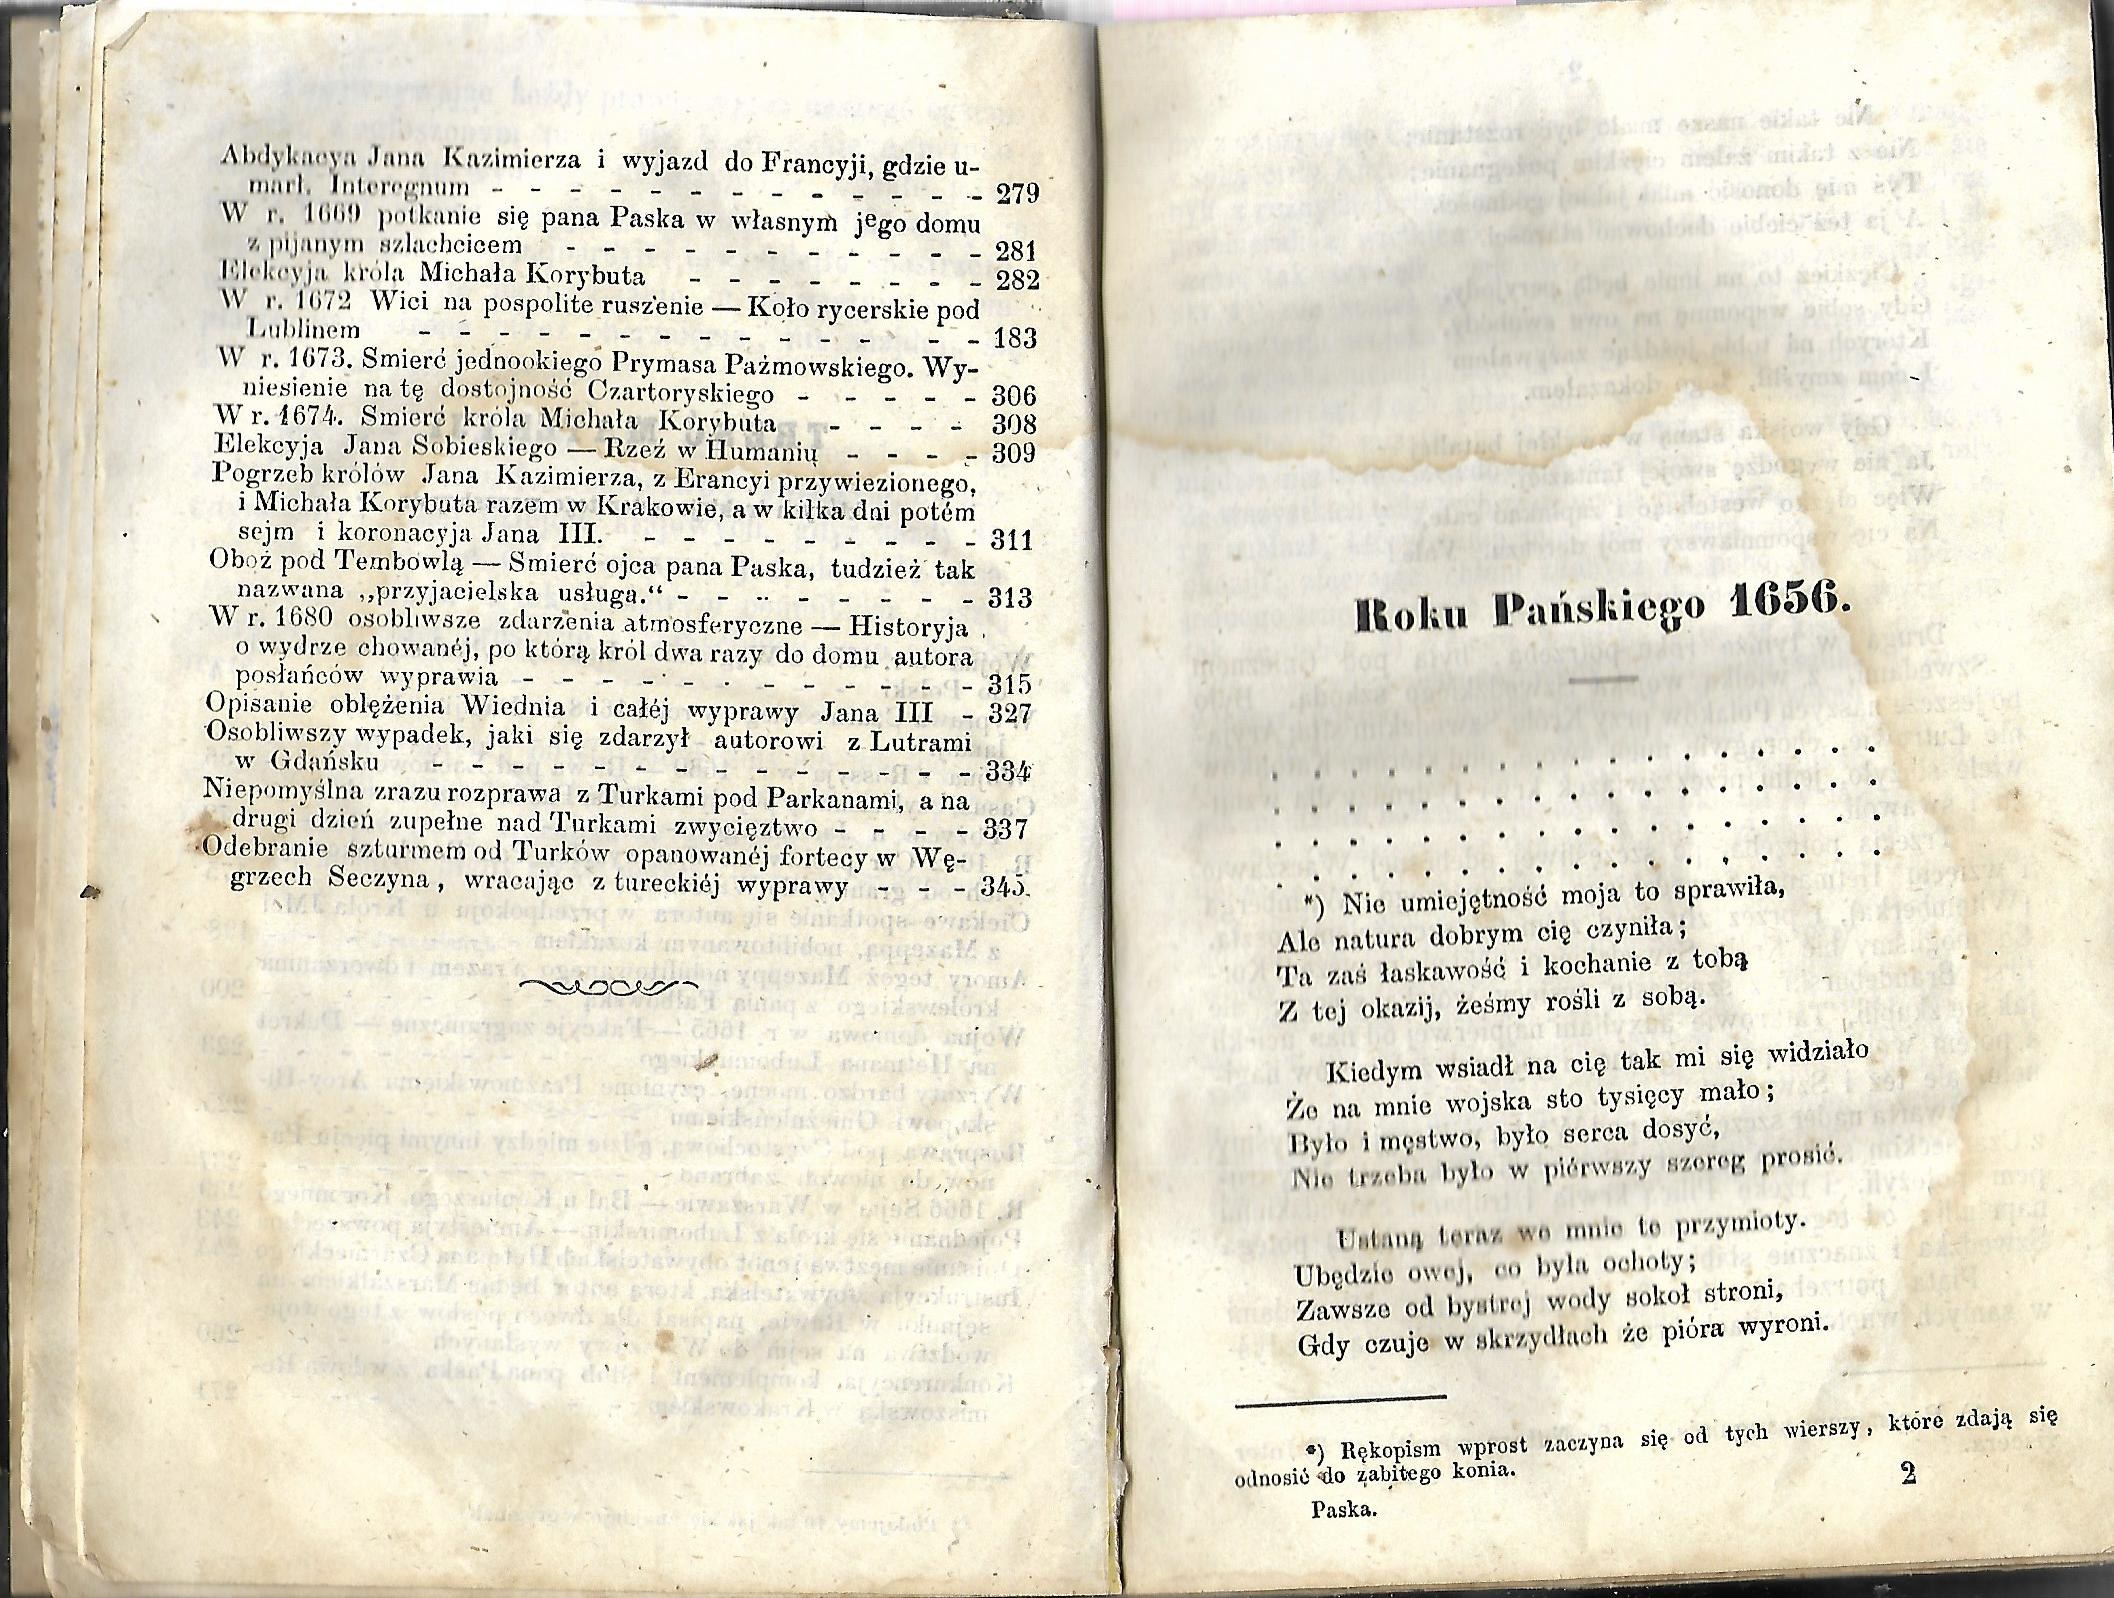 Abdykacya Jana Kazimierza i wyjazd do Francyji, gdzie u-
marł. Interegnum - - - - - - - - - - - - 279
W r. 1669 potkanie się pana Paska w własnym jego domu
z pijanym szlachcicem - - - - - - - - - - - 281
Elekcyja króla Michała Korybuta - - - - - - - - 282
W r. 1672 Wici na pospolite ruszenie — Koło rycerskie pod
Lublinem - - - - - - - - - - - - - - 183
W r. 1673. Smierć jednookiego Prymasa Pażmowskiego. Wy-
niesienie na tę dostojność Czartoryskiego - - - - - 306
W r. 1674. Smierć króla Michała Korybuta - - - - 308
Elekcyja Jana Sobieskiego — Rzeź w Humaniu - - - - 309
Pogrzeb królów Jana Kazimierza, z Erancyi przywiezionego,
i Michała Korybuta razem w Krakowie, a w kilka dni potém
sejm i koronacyja Jana III. - - - - - - - - - 311
Oboż pod Tembowlą — Smierć ojca pana Paska, tudzież tak
nazwana „przyjacielska usługa.“ - - - - - - - - 313
W r. 1680 osobliwsze zdarzenia atmosferyczne — Historyja
o wydrze chowanéj, po którą król dwa razy do domu autora
posłańców wyprawia - - - - - - - - - - - - 315
Opisanie oblężenia Wiednia i całéj wyprawy Jana III - 327
Osobliwszy wypadek, jaki się zdarzył autorowi z Lutrami
w Gdańsku - - - - - - - - - - - - - - 334
Niepomyślna zrazu rozprawa z Turkami pod Parkanami, a na
drugi dzień zupełne nad Turkami zwycięztwo - - - - 337
Odebranie szturmem od Turków opanowanéj fortecy w Wę-
grzech Seczyna, wracając z tureckiéj wyprawy - - - 345.
Roku Pańskiego 1656.
. . . . . . . . . . . . . . . .
. . . . . . . . . . . . . . . .
. . . . . . . . . . . . . . . .
. . . . . . . . . . . . . . . .
*) Nie umiejętność moja to sprawiła,
Ale natura dobrym cię czyniła;
Ta zaś łaskawość i kochanie z tobą
Z tej okazij, żeśmy rośli z sobą.
Kiedym wsiadł na cię tak mi się widziało
Że na mnie wojska sto tysięcy mało;
Było i męstwo, było serca dosyć,
Nie trzeba było w piérwszy szereg prosić.
Ustaną teraz we mnie te przymioty.
Ubędzie owej, co była ochoty;
Zawsze od bystrej wody sokoł stroni,
Gdy czuje w skrzydłach że pióra wyroni.
*) Rękopism wprost zaczyna się od tych wierszy, które zdają się
odnosić do zabitego konia.
Paska. 2